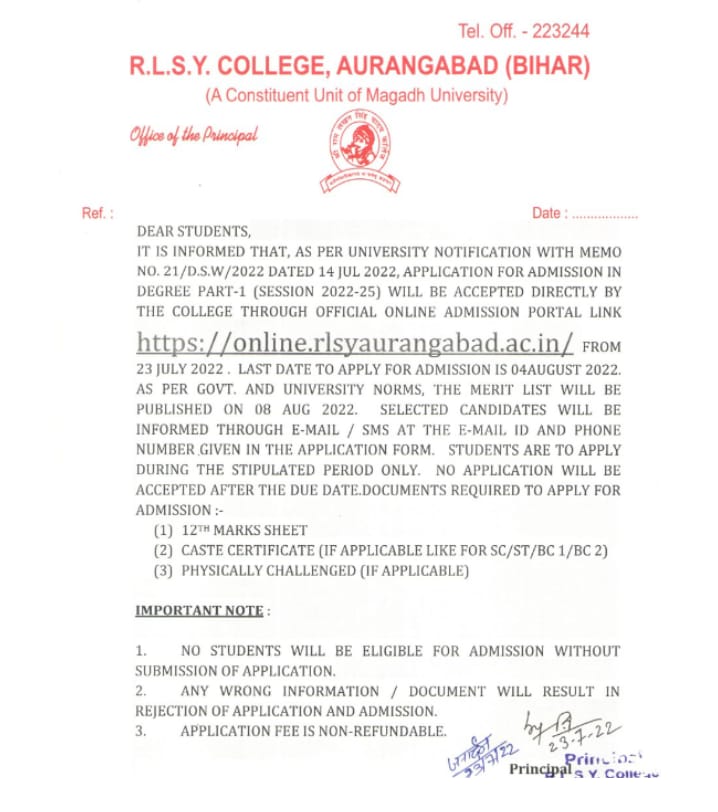 Tel. Off. - 223244
R.L.S.Y. COLLEGE, AURANGABAD (BIHAR)
(A Constituent Unit of Magadh University)
Office of the Principal
Ref. :
Date : ..................
DEAR STUDENTS,
IT IS INFORMED THAT, AS PER UNIVERSITY NOTIFICATION WITH MEMO
NO. 21/D.S.W/2022 DATED 14 JUL 2022, APPLICATION FOR ADMISSION IN
DEGREE PART-1 (SESSION 2022-25) WILL BE ACCEPTED DIRECTLY BY
THE COLLEGE THROUGH OFFICIAL ONLINE ADMISSION PORTAL LINK
https://online.rlsyaurangabad.ac.in/ FROM
23 JULY 2022 . LAST DATE TO APPLY FOR ADMISSION IS 04AUGUST 2022.
AS PER GOVT. AND UNIVERSITY NORMS, THE MERIT LIST WILL BE
PUBLISHED ON 08 AUG 2022. SELECTED CANDIDATES WILL BE
INFORMED THROUGH E-MAIL / SMS AT THE E-MAIL ID AND PHONE
NUMBER GIVEN IN THE APPLICATION FORM. STUDENTS ARE TO APPLY
DURING THE STIPULATED PERIOD ONLY. NO APPLICATION WILL BE
ACCEPTED AFTER THE DUE DATE.DOCUMENTS REQUIRED TO APPLY FOR
ADMISSION :-
(1) 12TH MARKS SHEET
(2) CASTE CERTIFICATE (IF APPLICABLE LIKE FOR SC/ST/BC 1/BC 2)
(3) PHYSICALLY CHALLENGED (IF APPLICABLE)
IMPORTANT NOTE :
1. NO STUDENTS WILL BE ELIGIBLE FOR ADMISSION WITHOUT
SUBMISSION OF APPLICATION.
2. ANY WRONG INFORMATION / DOCUMENT WILL RESULT IN
REJECTION OF APPLICATION AND ADMISSION.
3. APPLICATION FEE IS NON-REFUNDABLE.
23-7-22
23/7/22
Principal
Principal
S.Y. College